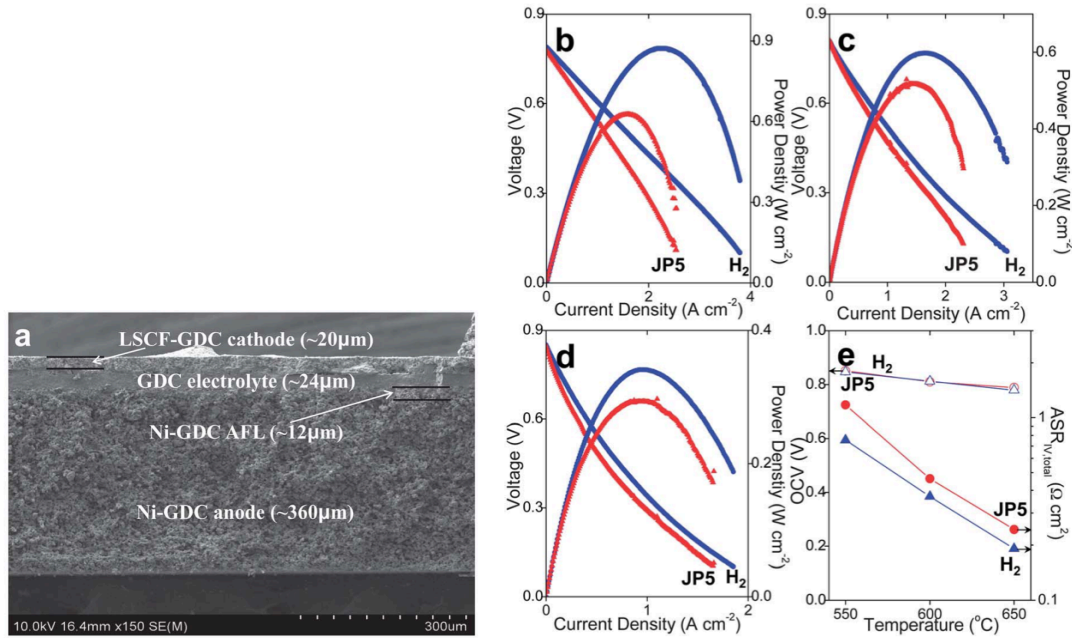 a
LSCF-GDC cathode (~20μm)
GDC electrolyte (~24μm)
Ni-GDC AFL (~12μm)
Ni-GDC anode (~360μm)
10.0kV 16.4mm x150 SE(M)
300um
b
0.9
0.6
0.3
0.0
Voltage (V)
0.9
0.6
0.3
0.0
Power Denstiy (W cm⁻²)
JP5
H₂
0
2
4
Current Density (A cm⁻²)
c
0.9
0.6
0.3
0.0
Voltage (V)
0.6
0.4
0.2
0.0
Power Denstiy (W cm⁻²)
JP5
H₂
0
1
2
3
Current Density (A cm⁻²)
d
0.9
0.6
0.3
0.0
Voltage (V)
0.4
0.2
0.0
Power Denstiy (W cm⁻²)
JP5
H₂
0
1
2
Current Density (A cm⁻²)
e
1.0
0.8
0.6
0.4
0.2
0.0
OCV (V)
H₂
JP5
JP5
H₂
1
0.1
ASR IV,total (Ω cm²)
550
600
650
Temperature (°C)